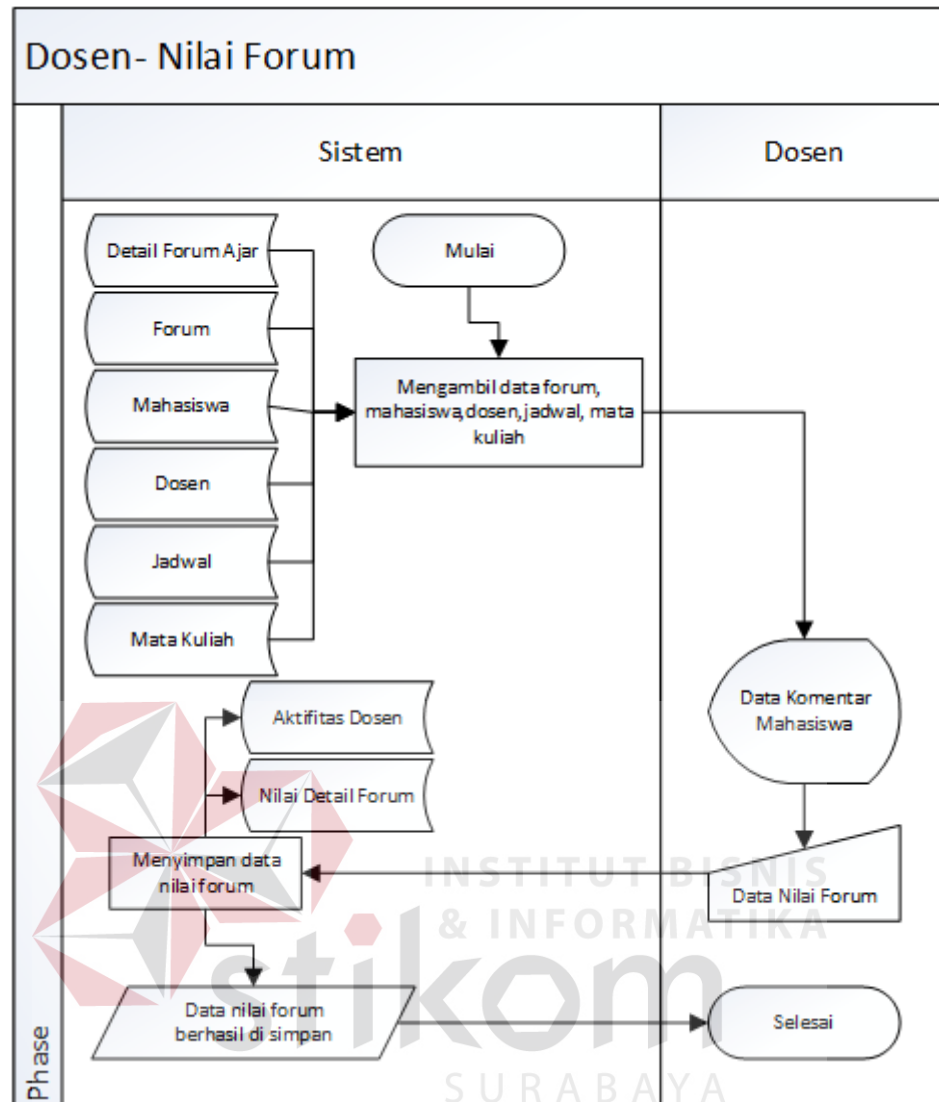 Dosen- Nilai Forum
Sistem
Dosen
Detail Forum Ajar
Mulai
Forum
Mengambil data forum,
mahasiswa,dosen,jadwal, mata
kuliah
Mahasiswa
Dosen
Jadwal
Mata Kuliah
Aktifitas Dosen
Data Komentar
Mahasiswa
Nilai Detail Forum
Menyimpan data
nilai forum
Data Nilai Forum
INSTITUT BISNIS
& INFORMATIKA
stikom
SURABAYA
Data nilai forum
berhasil di simpan
Selesai
Phase